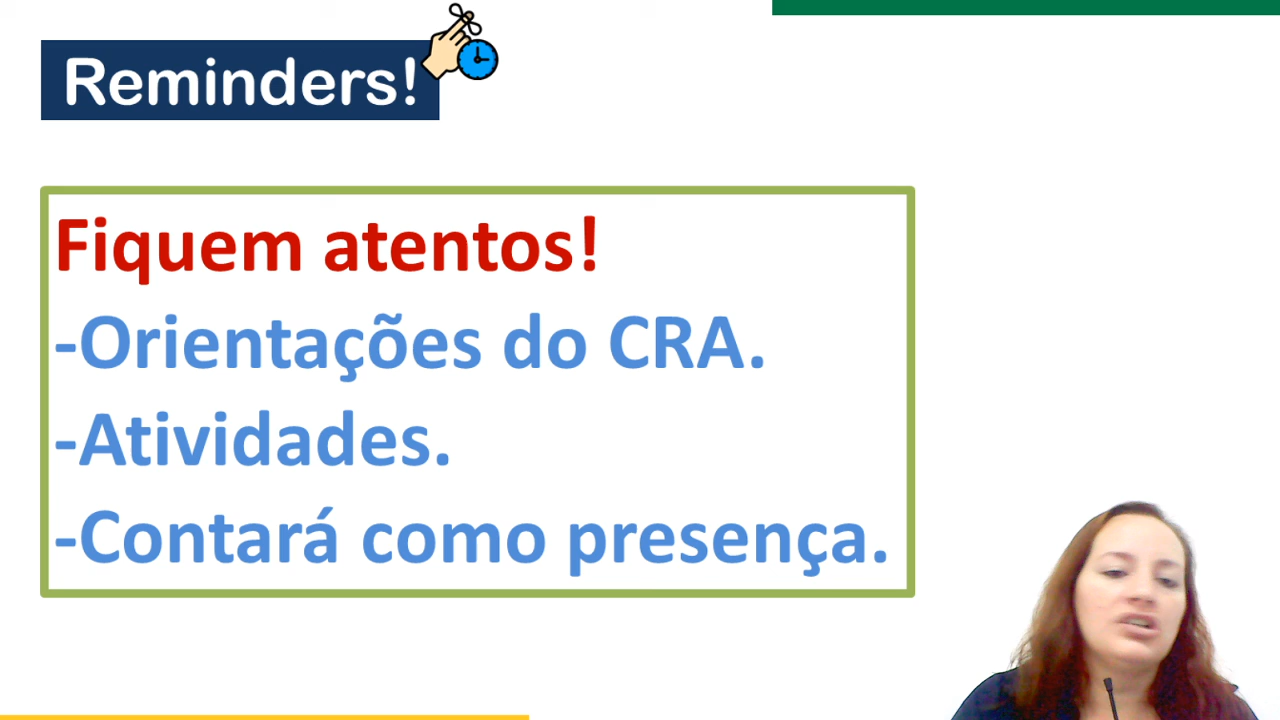 Reminders!
Fiquem atentos!
-Orientações do CRA.
-Atividades.
-Contará como presença.